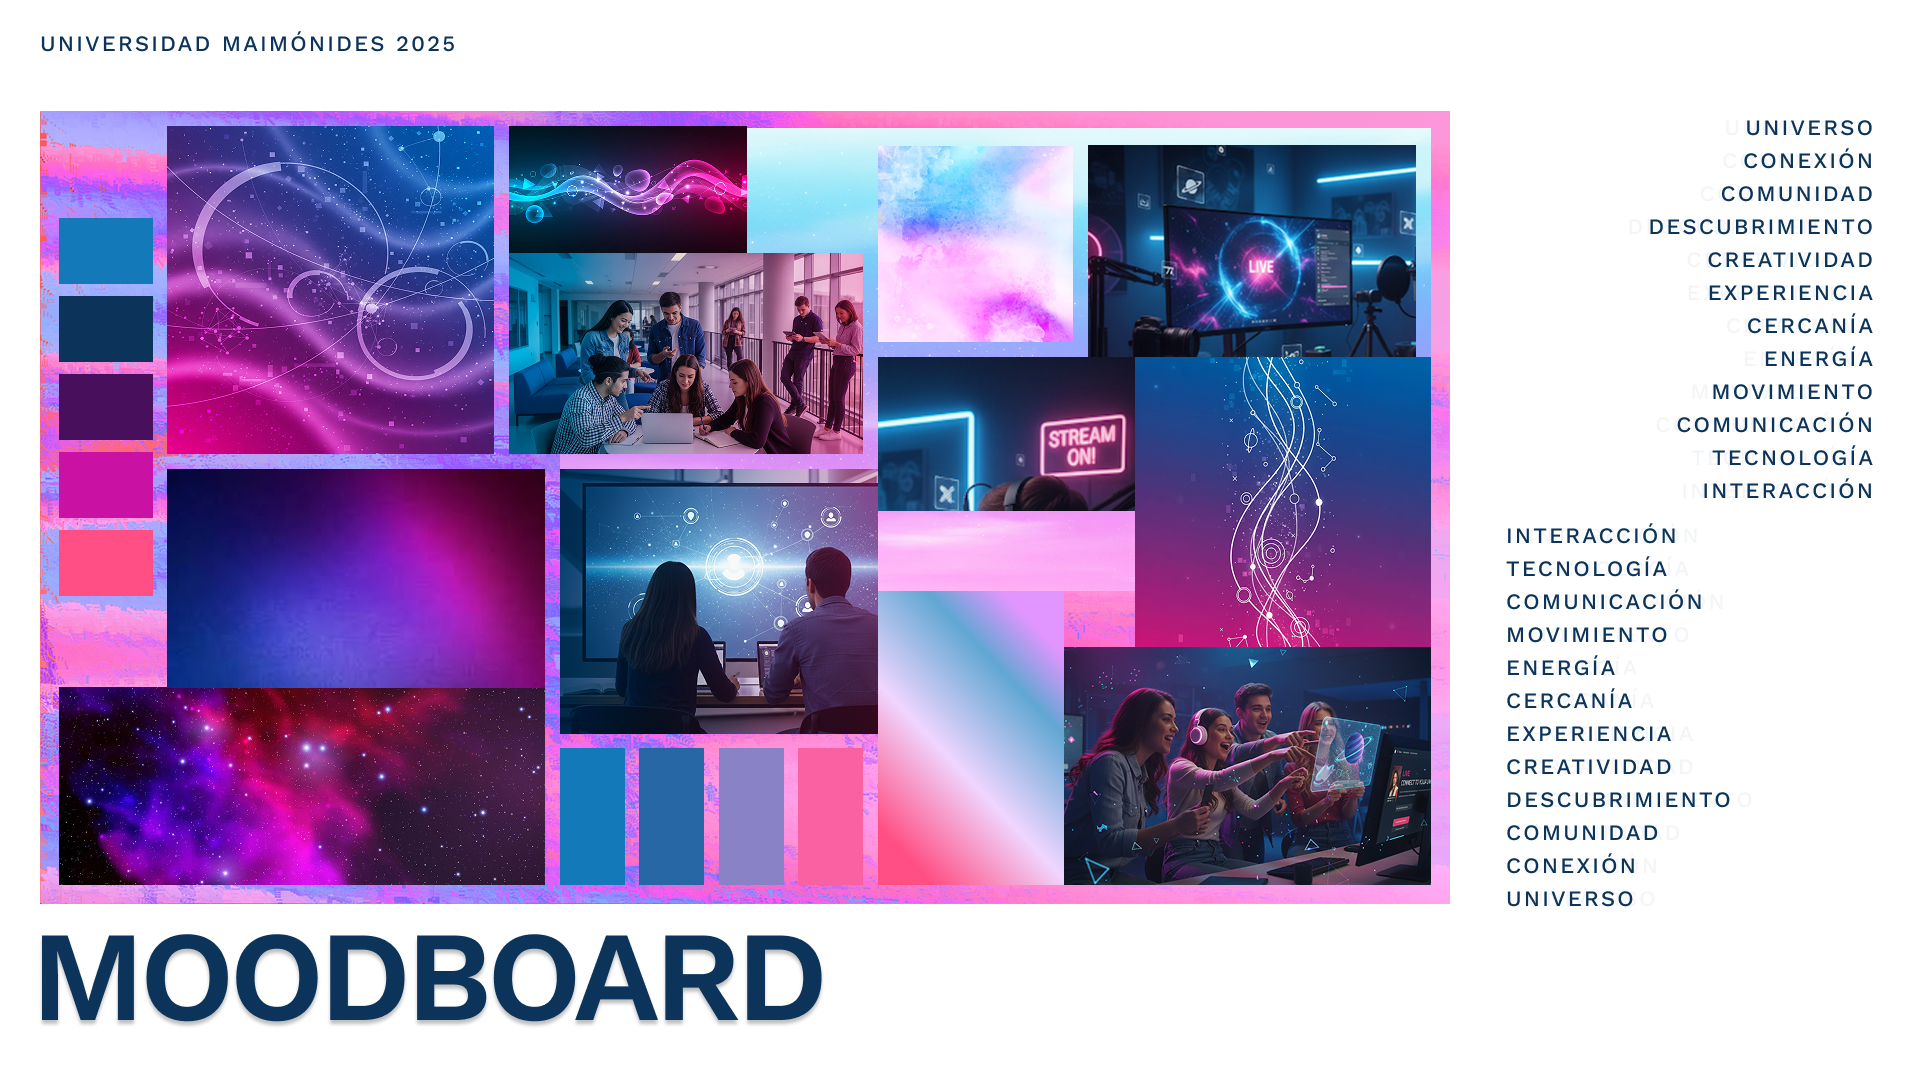 UNIVERSIDAD MAIMÓNIDES 2025
LIVE
STREAM
ON!
LIVE
UNIVERSO
CONEXIÓN
COMUNIDAD
DESCUBRIMIENTO
CREATIVIDAD
EXPERIENCIA
CERCANÍA
ENERGÍA
MOVIMIENTO
COMUNICACIÓN
TECNOLOGÍA
INTERACCIÓN
INTERACCIÓN
TECNOLOGÍA
COMUNICACIÓN
MOVIMIENTO
ENERGÍA
CERCANÍA
EXPERIENCIA
CREATIVIDAD
DESCUBRIMIENTO
COMUNIDAD
CONEXIÓN
UNIVERSO
MOODBOARD